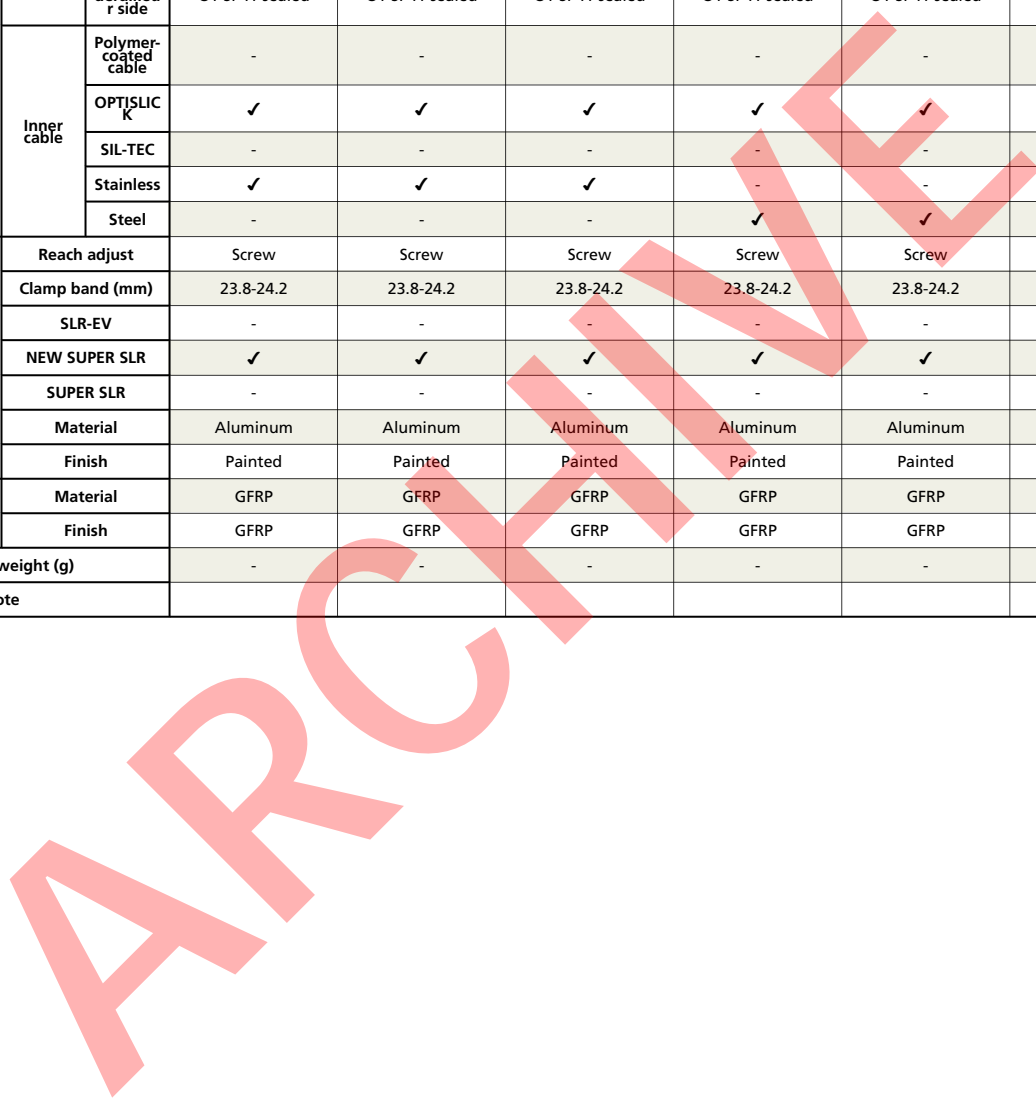 r side
Inner
cable
Polymer-
coated
cable - - - - -
OPTISLIC
K ✓ ✓ ✓ ✓ ✓
SIL-TEC - - - - -
Stainless ✓ ✓ ✓ - -
Steel - - - ✓ ✓
Reach adjust Screw Screw Screw Screw Screw
Clamp band (mm) 23.8-24.2 23.8-24.2 23.8-24.2 23.8-24.2 23.8-24.2
SLR-EV - - - - -
NEW SUPER SLR ✓ ✓ ✓ ✓ ✓
SUPER SLR - - - - -
Material Aluminum Aluminum Aluminum Aluminum Aluminum
Finish Painted Painted Painted Painted Painted
Material GFRP GFRP GFRP GFRP GFRP
Finish GFRP GFRP GFRP GFRP GFRP
weight (g) - - - - -
ote
ARCHIVE